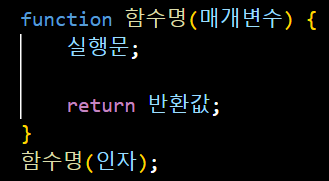 function 함수명(매개변수) {
실행문;
return 반환값;
}
함수명(인자);